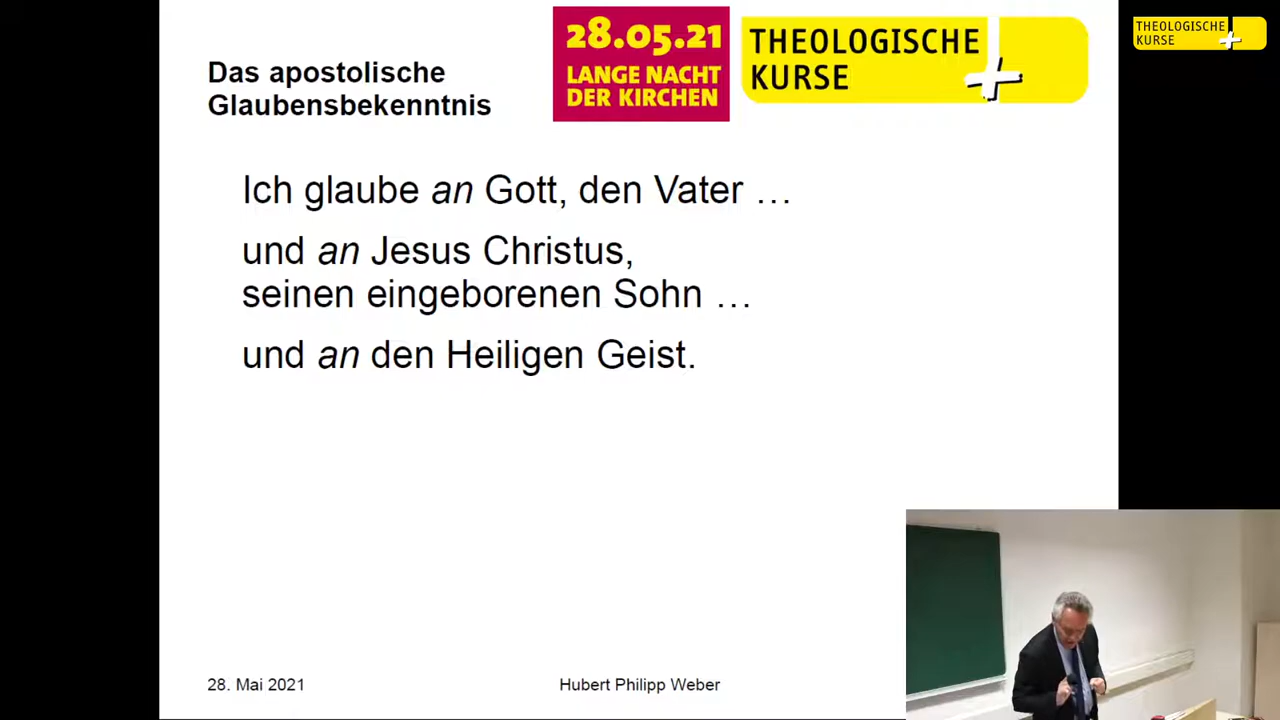 Das apostolische
Glaubensbekenntnis
28.05.21
LANGE NACHT
DER KIRCHEN
THEOLOGISCHE
KURSE
THEOLOGISCHE
KURSE
Ich glaube an Gott, den Vater …
und an Jesus Christus,
seinen eingeborenen Sohn …
und an den Heiligen Geist.
28. Mai 2021
Hubert Philipp Weber